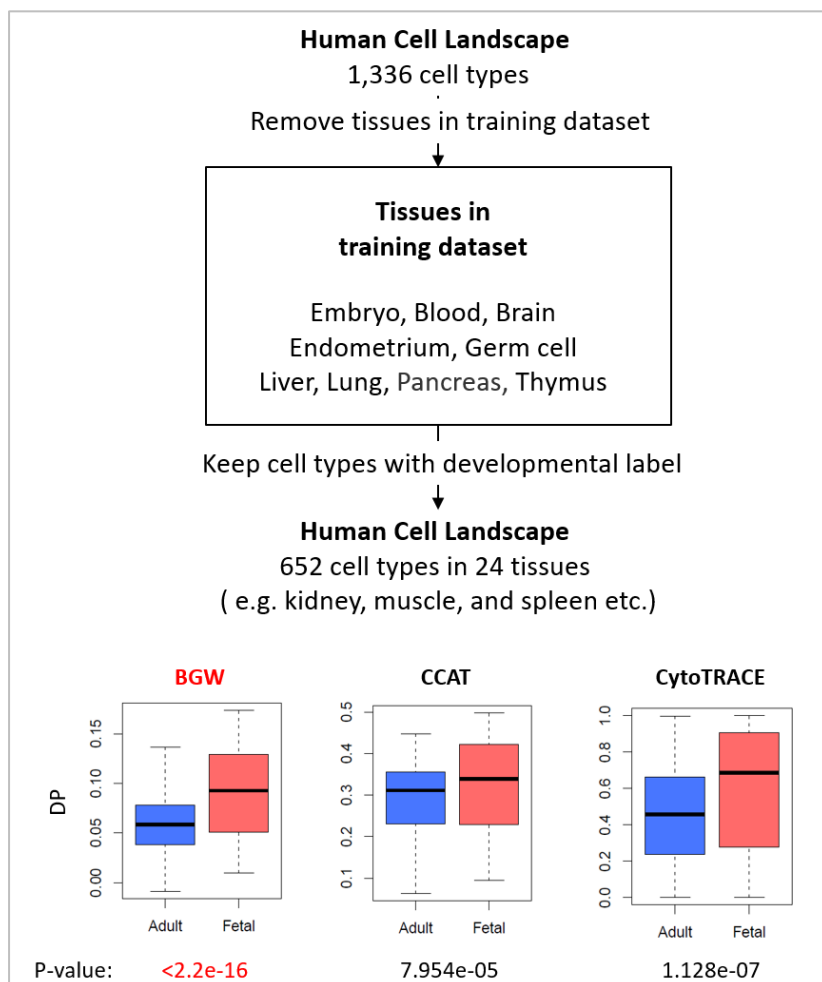 Human Cell Landscape
1,336 cell types
Remove tissues in training dataset
Tissues in
training dataset
Embryo, Blood, Brain
Endometrium, Germ cell
Liver, Lung, Pancreas, Thymus
Keep cell types with developmental label
Human Cell Landscape
652 cell types in 24 tissues
( e.g. kidney, muscle, and spleen etc.)
BGW
CCAT
CytoTRACE
DP
0.15
0.10
0.05
0.00
Adult
Fetal
0.5
0.4
0.3
0.2
0.1
Adult
Fetal
1.0
0.8
0.6
0.4
0.2
0.0
Adult
Fetal
P-value:
<2.2e-16
7.954e-05
1.128e-07